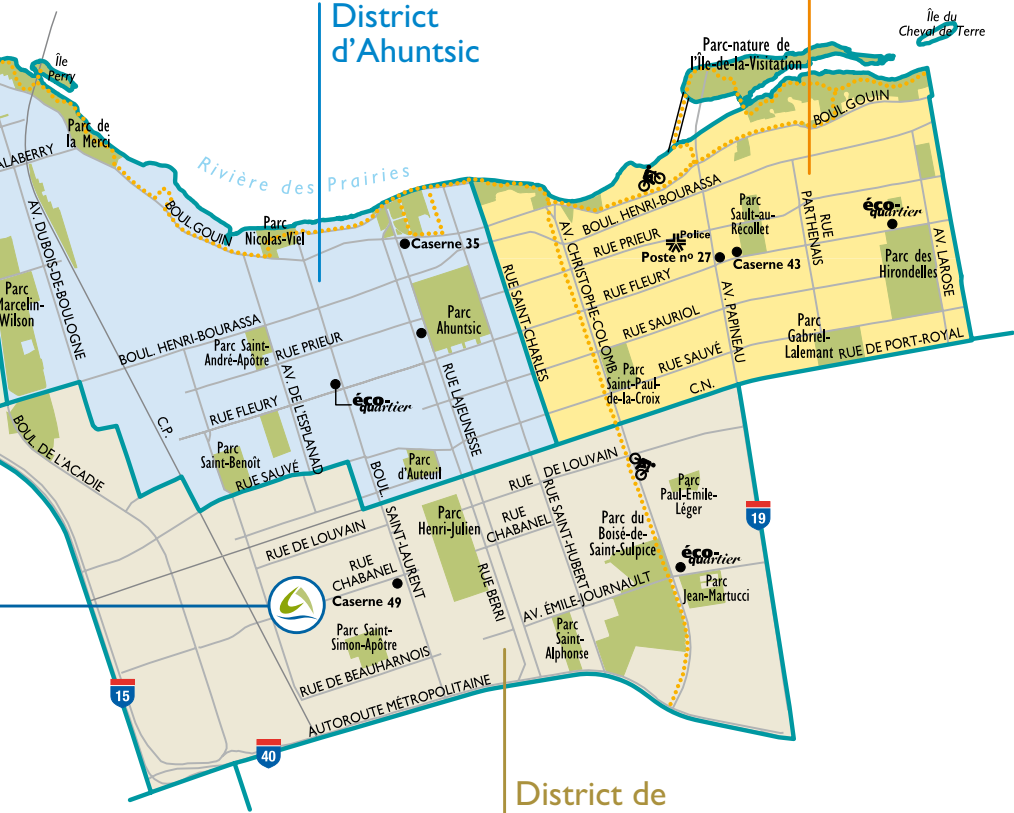 District
d'Ahuntsic
Île du
Cheval de Terre
Parc-nature de
l'Île-de-la-Visitation
Île
Perry
Parc de
la Merci
ALABERRY
BOUL.GOUIN
Rivière des Prairies
BOUL.GOUIN
Parc
Nicolas-Viel
Caserne 35
AV. DUBOIS-DE-BOULOGNE
Parc
Marcelin-
Wilson
BOUL. HENRI-BOURASSA
RUE PRIEUR
Police
Poste nº 27
Caserne 43
Parc
Sault-au-
Récollet
RUE
PARTHENAIS
éco-
quartier
Parc des
Hirondelles
AV. LAROSE
RUE SAINT-CHARLES
AV. CHRISTOPHE-COLOMB
RUE FLEURY
RUE SAURIOL
RUE SAUVÉ
C.N.
AV. PAPINEAU
Parc
Gabriel-
Lalemant
RUE DE PORT-ROYAL
Parc
Saint-Paul-
de-la-Croix
Parc
Ahuntsic
BOUL. HENRI-BOURASSA
Parc Saint-
André-Apôtre
RUE PRIEUR
AV. DE L'ESPLANAD
éco-
quartier
RUE LAJEUNESSE
RUE FLEURY
C.P.
BOUL. DE L'ACADIE
Parc
Saint-Benoît
RUE SAUVÉ
Parc
d'Auteuil
BOUL. SAINT-LAURENT
RUE DE LOUVAIN
Parc
Henri-Julien
RUE
CHABANEL
RUE SAINT-HUBERT
Parc du
Boisé-de-
Saint-Sulpice
Parc
Paul-Émile-
Léger
19
RUE DE LOUVAIN
RUE
CHABANEL
Caserne 49
RUE BERRI
AV. ÉMILE-JOURNAULT
éco-
quartier
Parc
Jean-Martucci
Parc Saint-
Simon-Apôtre
Parc
Saint-
Alphonse
RUE DE BEAUHARNOIS
AUTOROUTE MÉTROPOLITAINE
15
40
District de